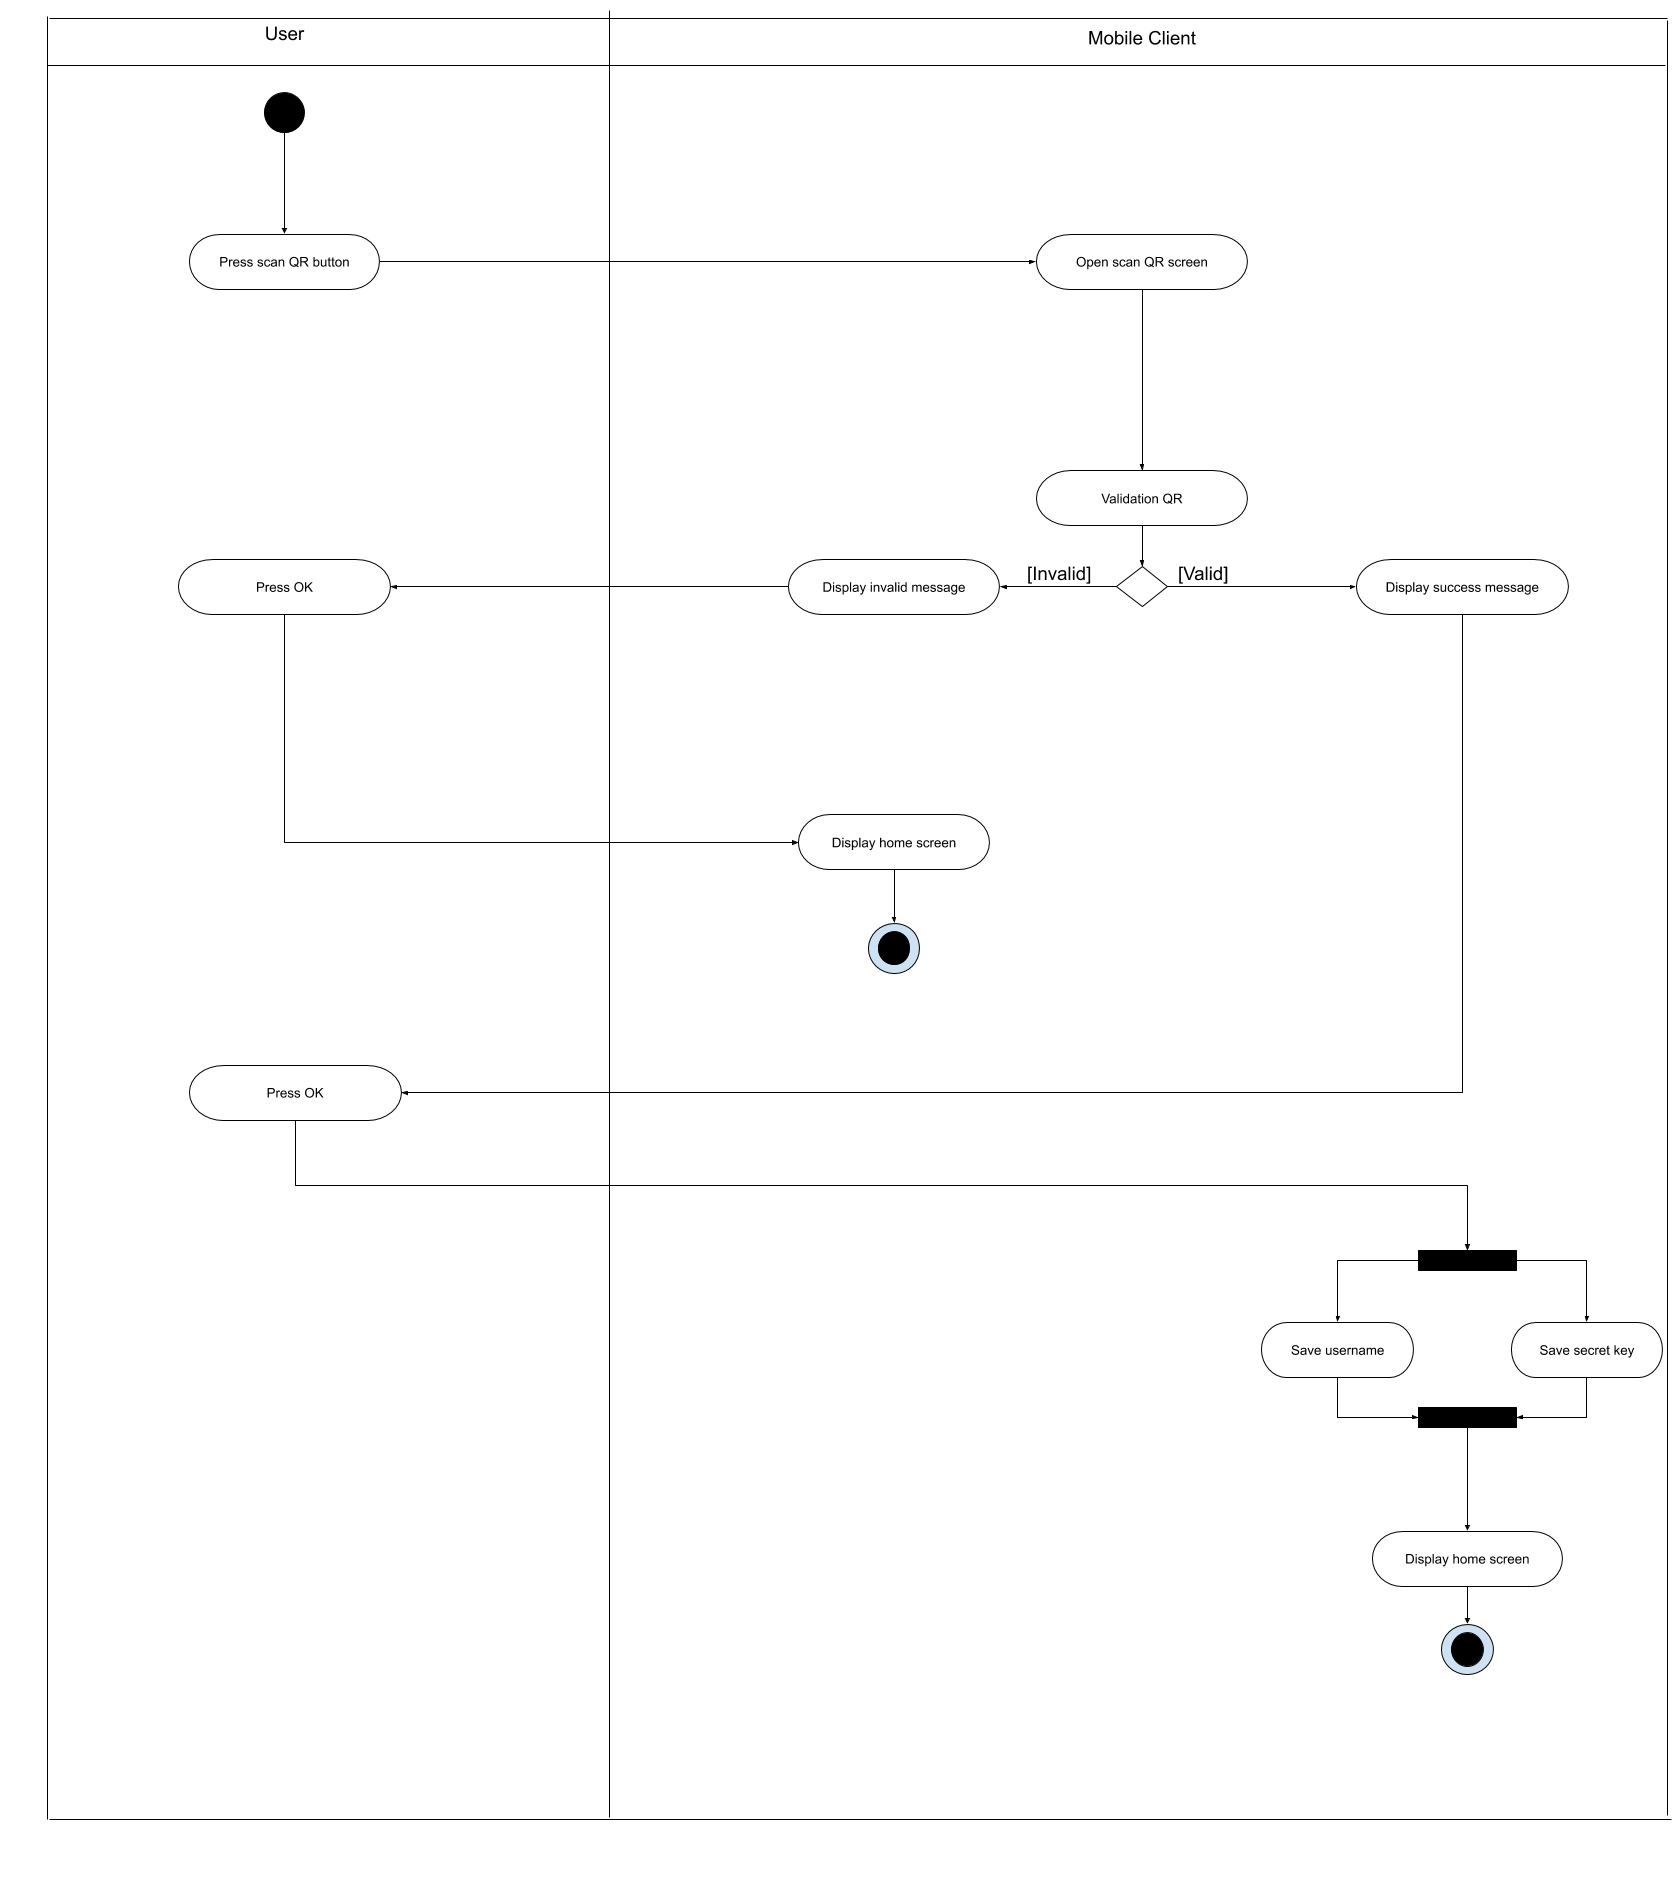 User
Mobile Client
Press scan QR button
Open scan QR screen
Validation QR
[Invalid]
[Valid]
Press OK
Display invalid message
Display success message
Display home screen
Press OK
Save username
Save secret key
Display home screen